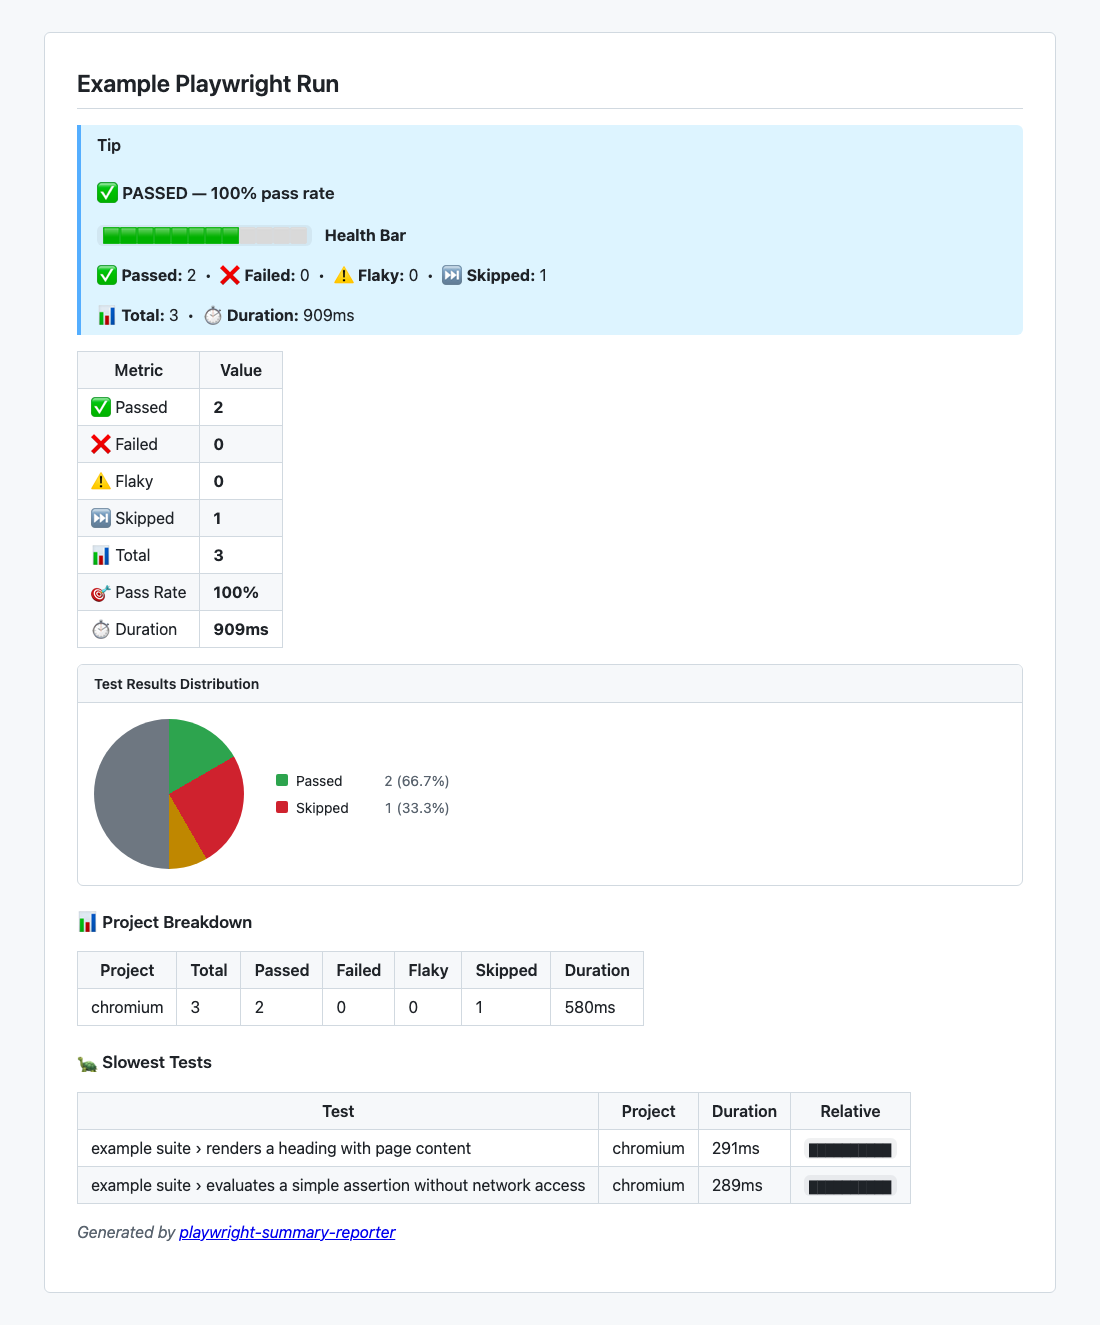 Example Playwright Run
Tip
✅ PASSED — 100% pass rate
Health Bar
✅ Passed: 2 • ❌ Failed: 0 • ⚠️ Flaky: 0 • ⏭️ Skipped: 1
📊 Total: 3 • ⏱️ Duration: 909ms
Metric Value
✅ Passed 2
❌ Failed 0
⚠️ Flaky 0
⏭️ Skipped 1
📊 Total 3
🎯 Pass Rate 100%
⏱️ Duration 909ms
Test Results Distribution
Passed 2 (66.7%)
Skipped 1 (33.3%)
📊 Project Breakdown
Project Total Passed Failed Flaky Skipped Duration
chromium 3 2 0 0 1 580ms
🐢 Slowest Tests
Test Project Duration Relative
example suite › renders a heading with page content chromium 291ms
example suite › evaluates a simple assertion without network access chromium 289ms
Generated by playwright-summary-reporter